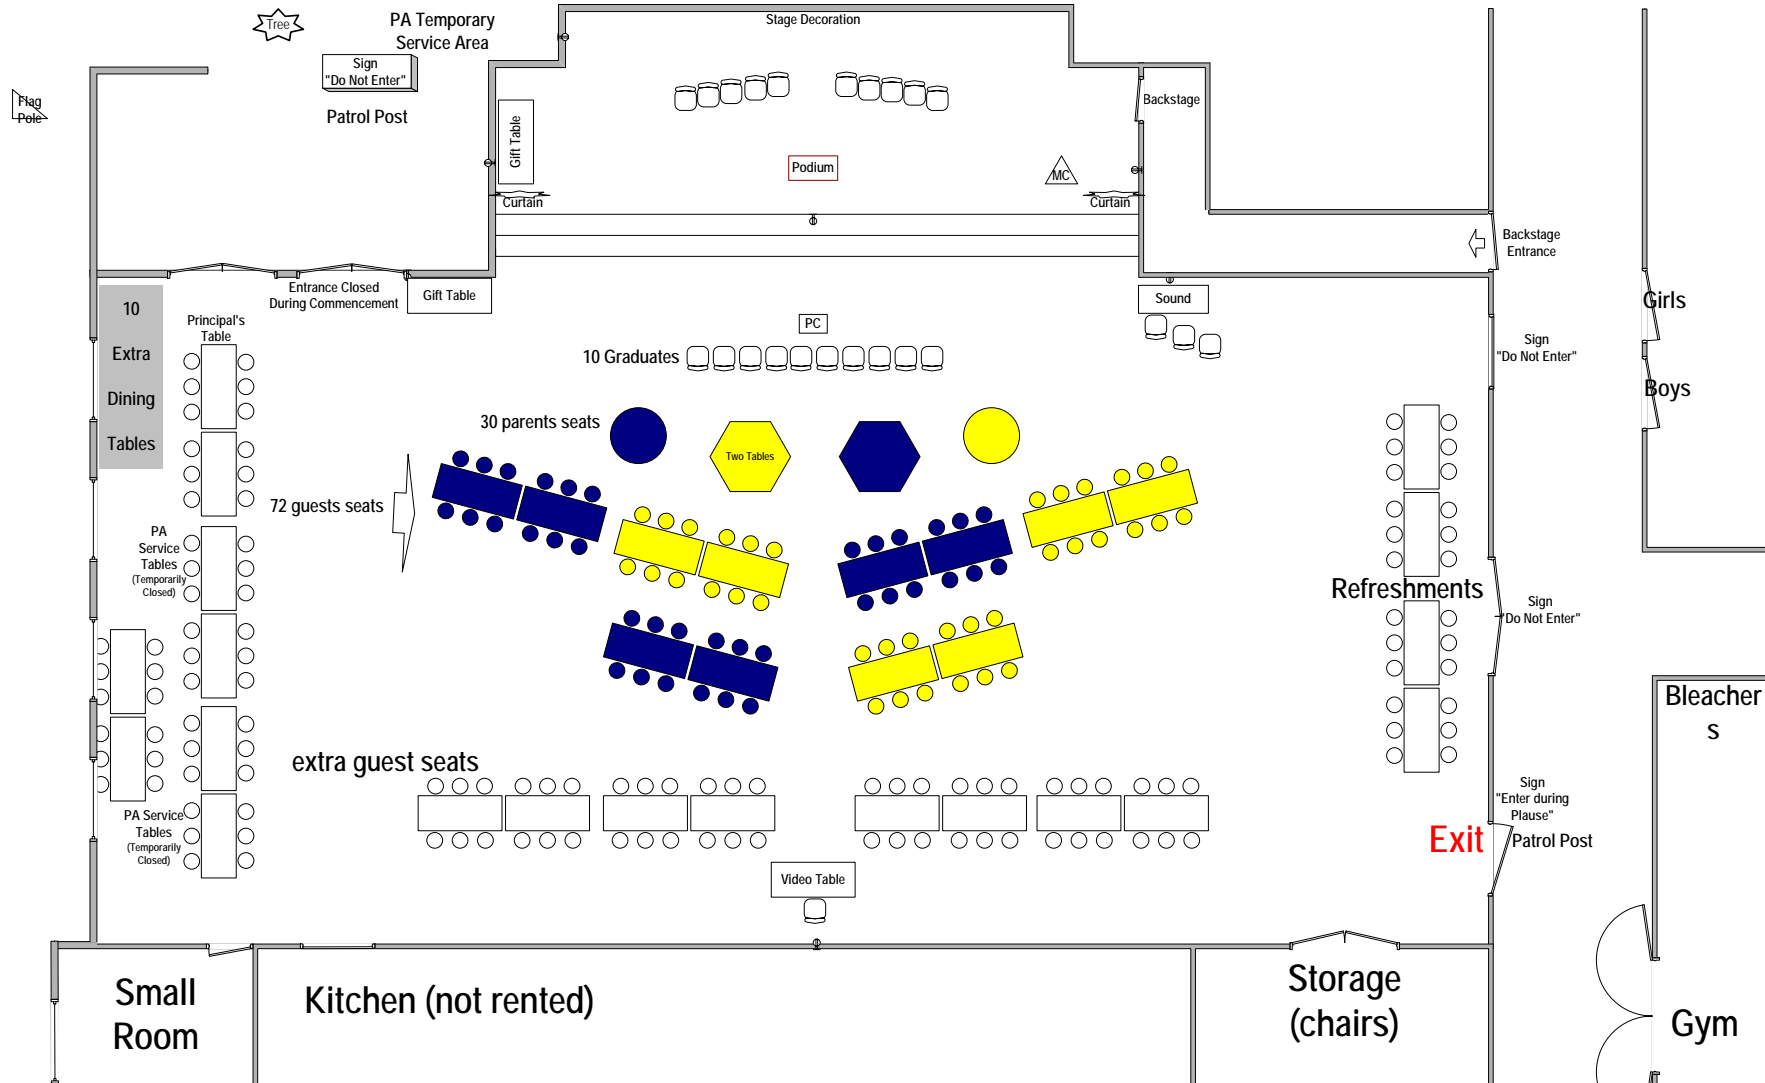 Tree
PA Temporary
Service Area
Stage Decoration
Sign
"Do Not Enter"
Flag
Pole
Patrol Post
Gift Table
Backstage
Podium
MC
Curtain
Curtain
Backstage
Entrance
Entrance Closed
During Commencement
Gift Table
Sound
10
Extra
Dining
Tables
Principal's
Table
PC
10 Graduates
Girls
Sign
"Do Not Enter"
Boys
30 parents seats
Two Tables
72 guests seats
PA
Service
Tables
(Temporarily
Closed)
Refreshments
Sign
"Do Not Enter"
Bleacher
s
extra guest seats
Sign
"Enter during
Plause"
PA Service
Tables
(Temporarily
Closed)
Exit
Patrol Post
Video Table
Small
Room
Kitchen (not rented)
Storage
(chairs)
Gym